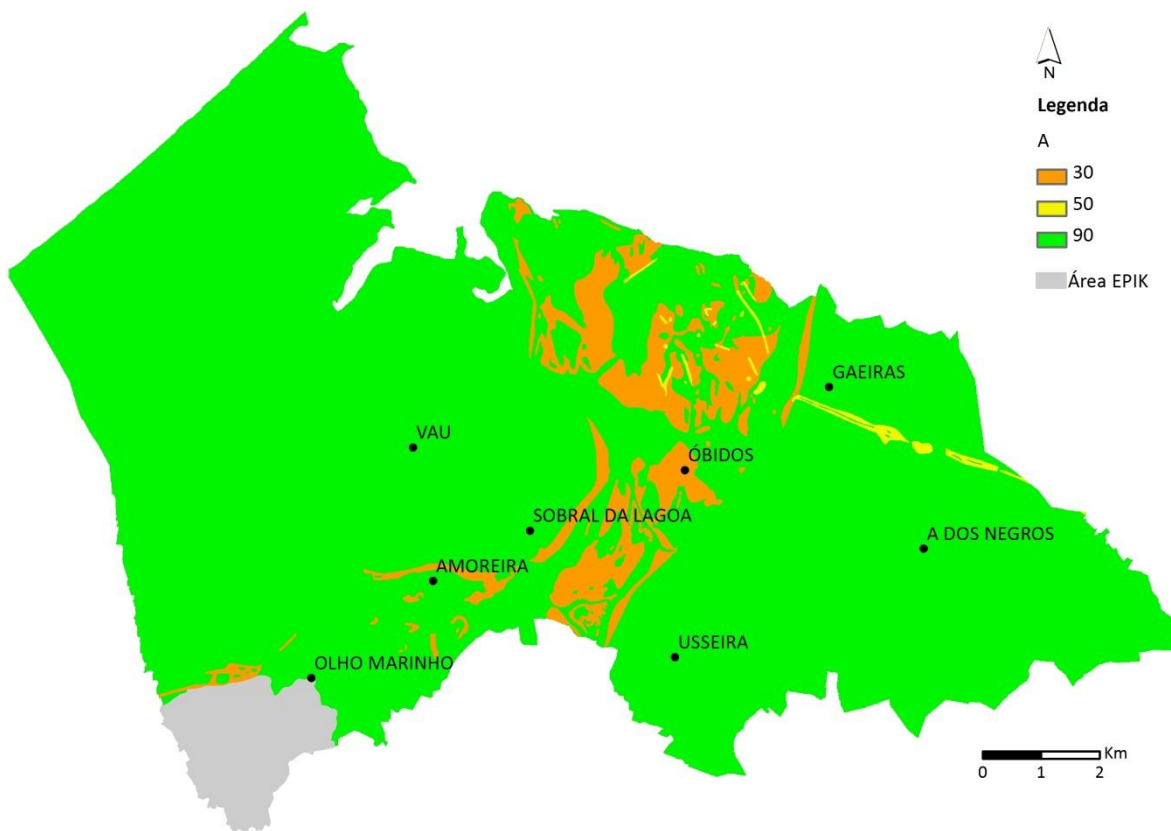 N
Legenda
A
30
50
90
Área EPIK
GAEIRAS
VAU
ÓBIDOS
SOBRAL DA LAGOA
A DOS NEGROS
AMOREIRA
USSEIRA
OLHO MARINHO
Km
0 1 2